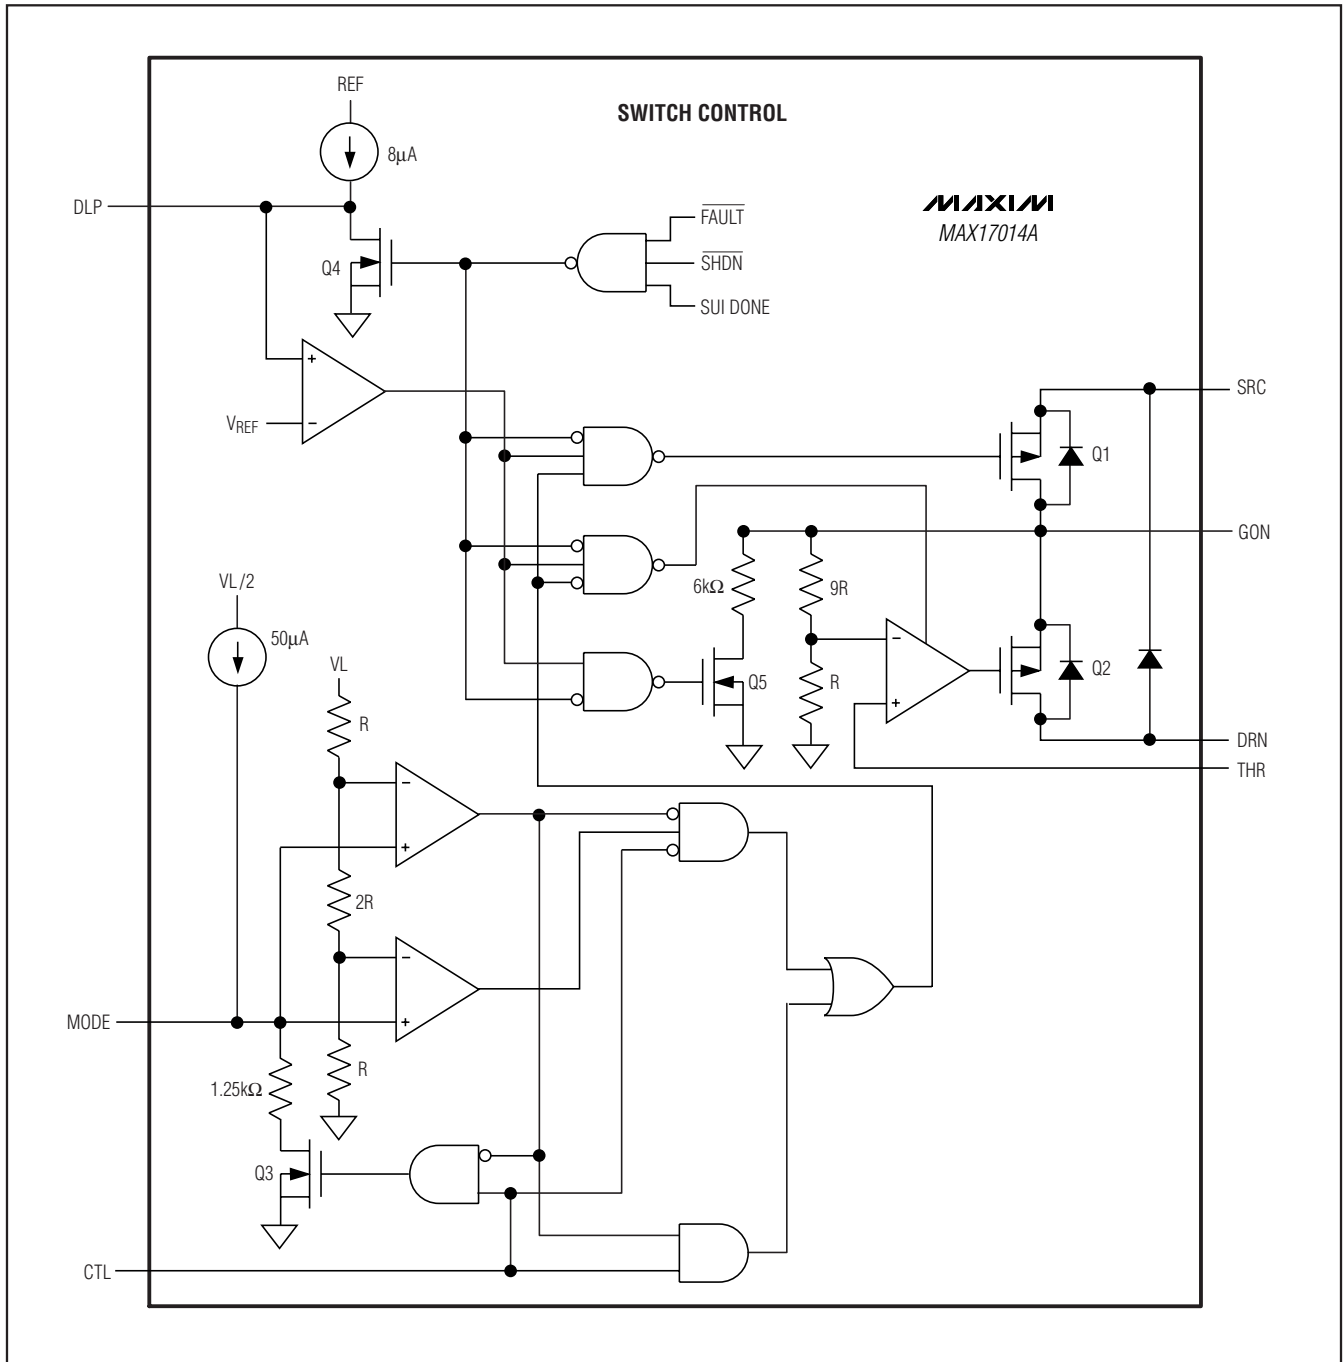 REF
SWITCH CONTROL
8µA
MAXIM
MAX17014A
DLP
FAULT
SHDN
SUI DONE
Q4
+
VREF
−
SRC
Q1
GON
VL/2
50µA
6kΩ
9R
VL
−
R
Q5
R
Q2
+
DRN
THR
−
+
2R
−
MODE
+
R
1.25kΩ
Q3
CTL